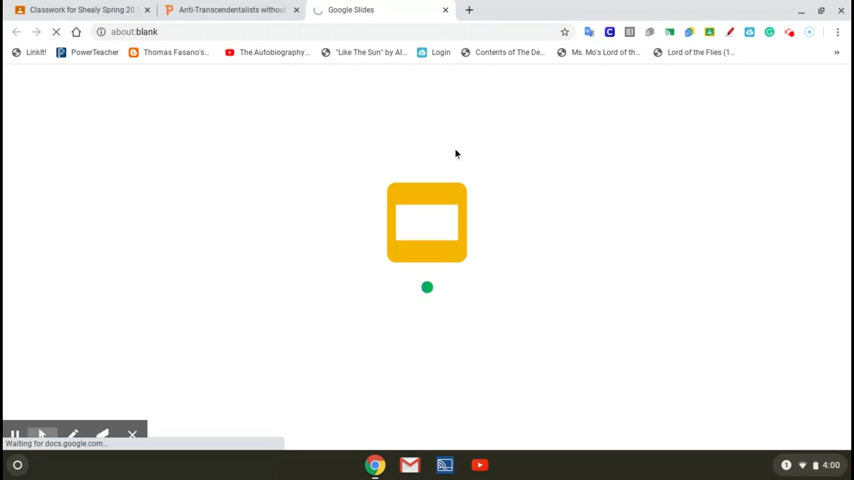 Classwork for Shealy Spring 20
Anti-Transcendentalists without
Google Slides
about:blank
LinkIt!
PowerTeacher
Thomas Fasano's...
The Autobiography...
"Like The Sun" by Al...
Login
Contents of The De...
Ms. Mo's Lord of th...
Lord of the Flies (1...
»
Waiting for docs.google.com...
1
4:00